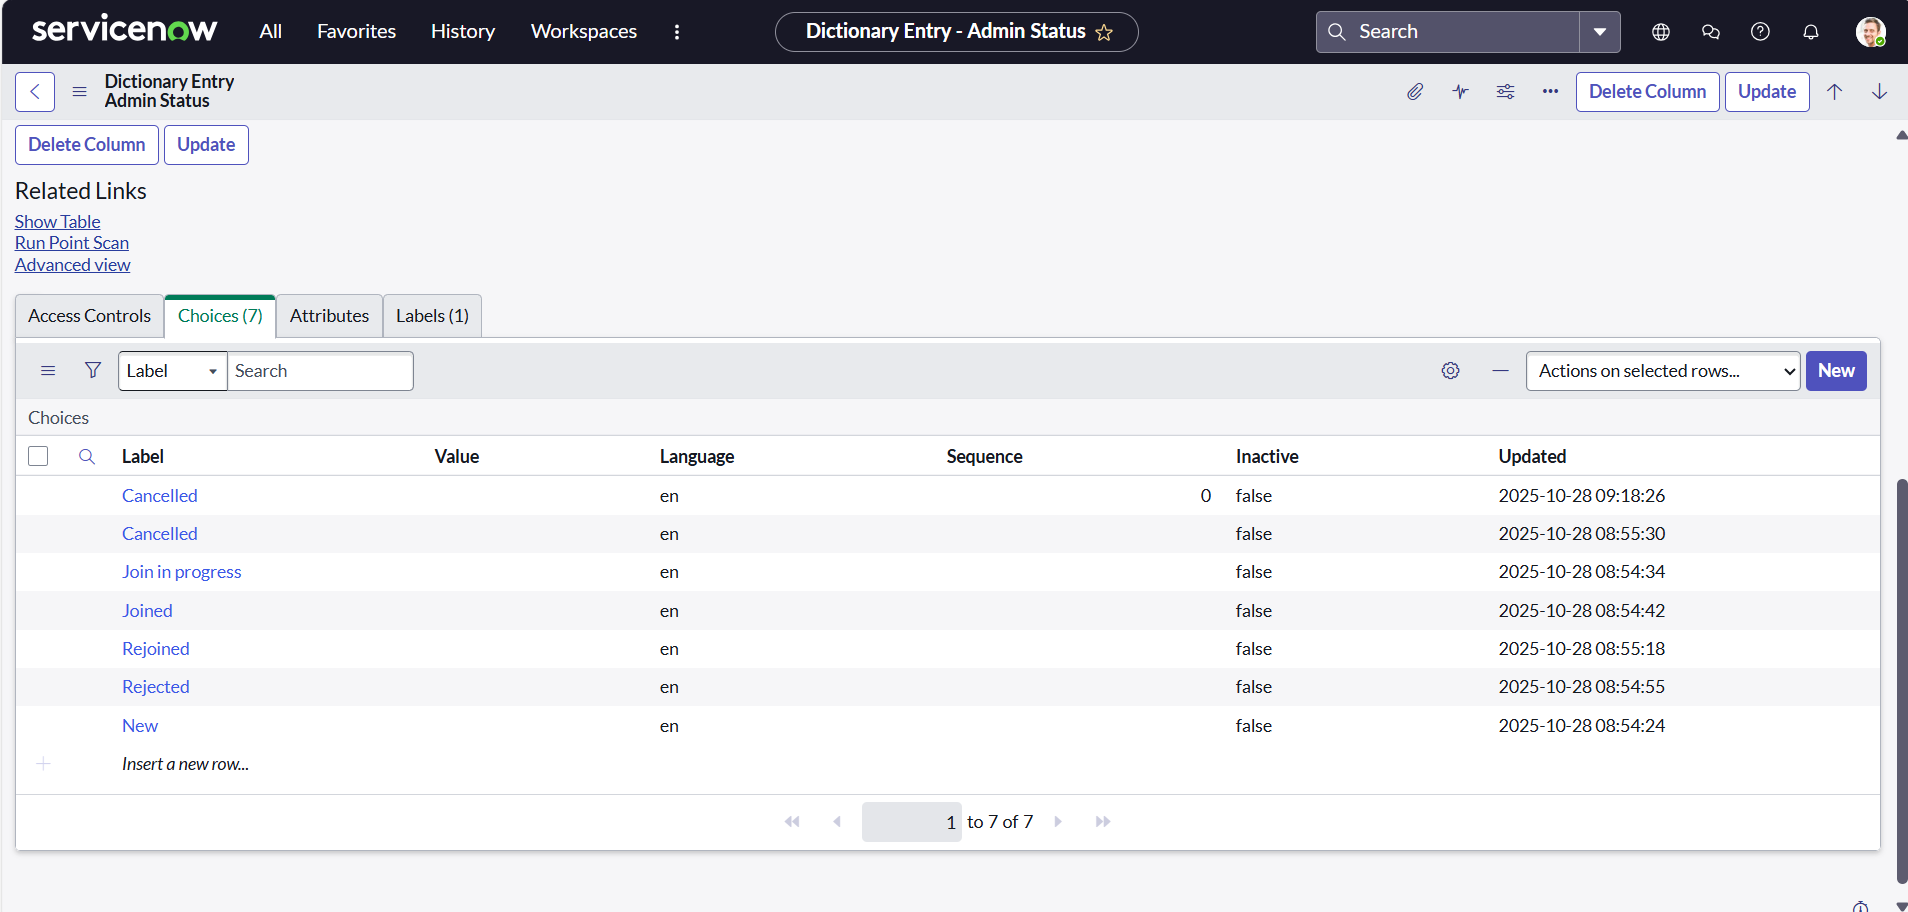 servicenow All Favorites History Workspaces Dictionary Entry - Admin Status Search
Dictionary Entry
Admin Status
Delete Column Update
Delete Column Update
Related Links
Show Table
Run Point Scan
Advanced view
Access Controls Choices (7) Attributes Labels (1)
Label Search Actions on selected rows... New
Choices
Label Value Language Sequence Inactive Updated
Cancelled en 0 false 2025-10-28 09:18:26
Cancelled en false 2025-10-28 08:55:30
Join in progress en false 2025-10-28 08:54:34
Joined en false 2025-10-28 08:54:42
Rejoined en false 2025-10-28 08:55:18
Rejected en false 2025-10-28 08:54:55
New en false 2025-10-28 08:54:24
Insert a new row...
1 to 7 of 7